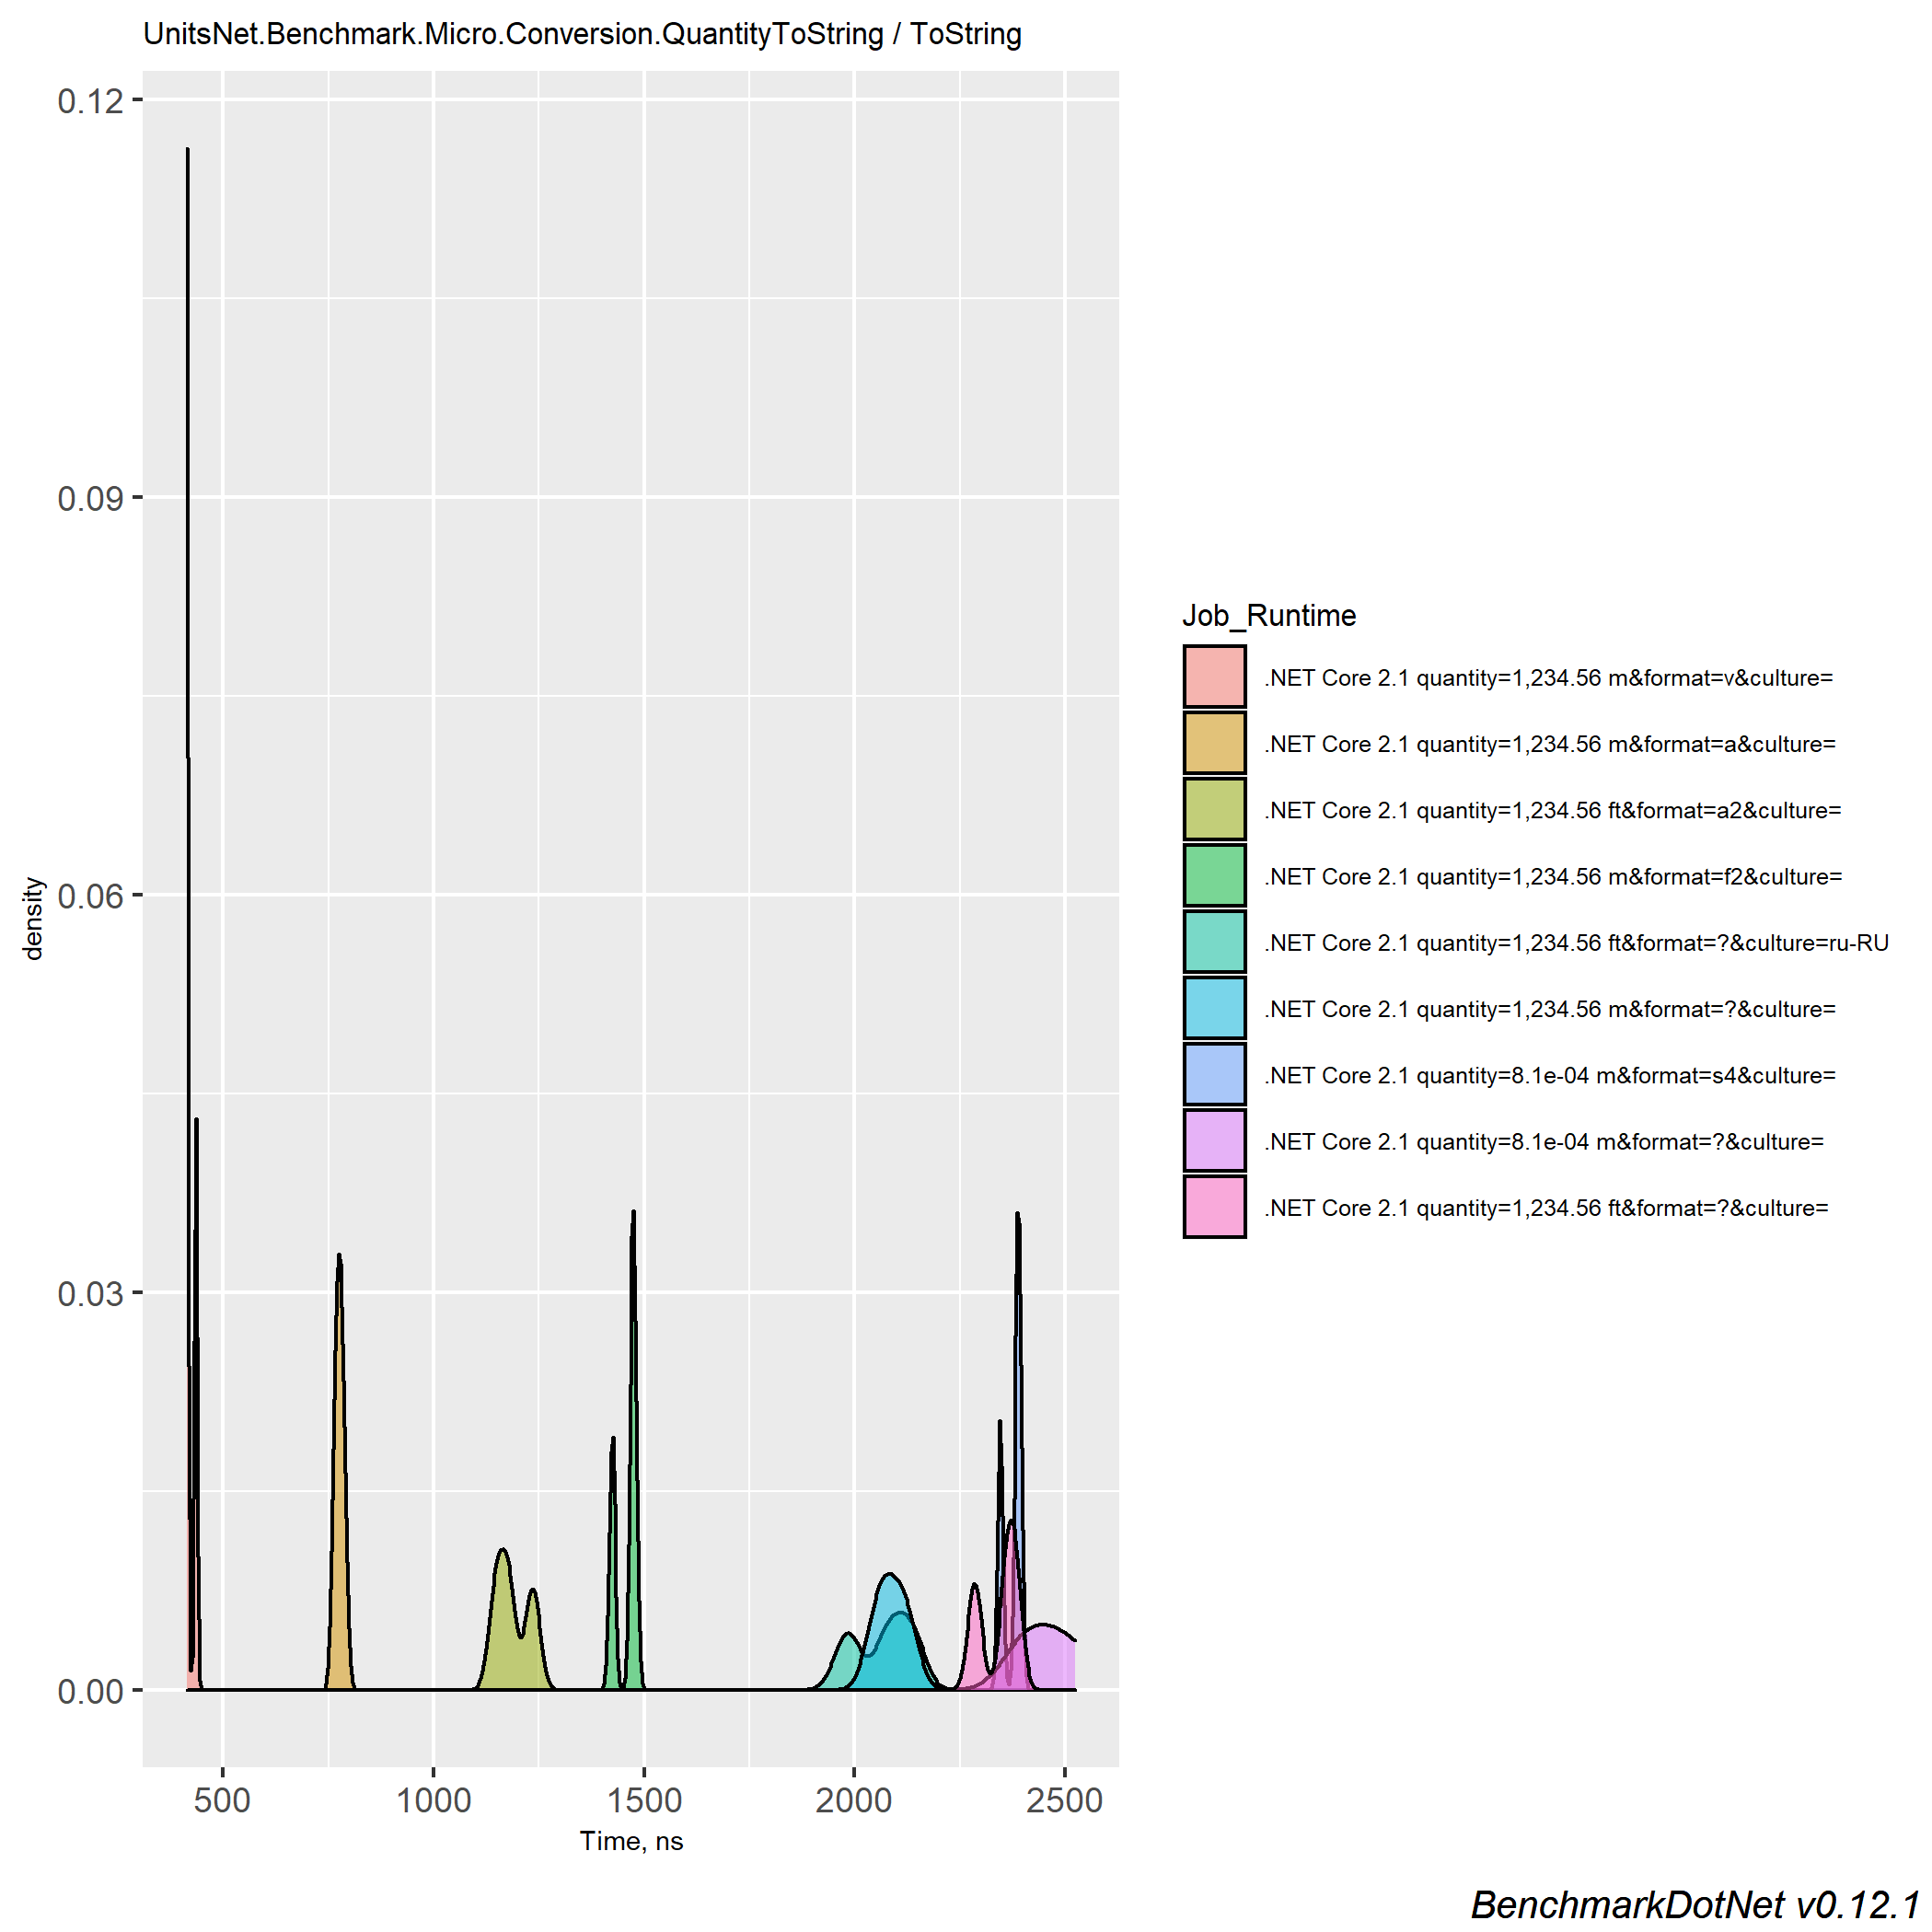 UnitsNet.Benchmark.Micro.Conversion.QuantityToString / ToString
0.12
0.09
0.06
0.03
0.00
density
500 1000 1500 2000 2500
Time, ns
Job_Runtime
.NET Core 2.1 quantity=1,234.56 m&format=v&culture=
.NET Core 2.1 quantity=1,234.56 m&format=a&culture=
.NET Core 2.1 quantity=1,234.56 ft&format=a2&culture=
.NET Core 2.1 quantity=1,234.56 m&format=f2&culture=
.NET Core 2.1 quantity=1,234.56 ft&format=?&culture=ru-RU
.NET Core 2.1 quantity=1,234.56 m&format=?&culture=
.NET Core 2.1 quantity=8.1e-04 m&format=s4&culture=
.NET Core 2.1 quantity=8.1e-04 m&format=?&culture=
.NET Core 2.1 quantity=1,234.56 ft&format=?&culture=
BenchmarkDotNet v0.12.1